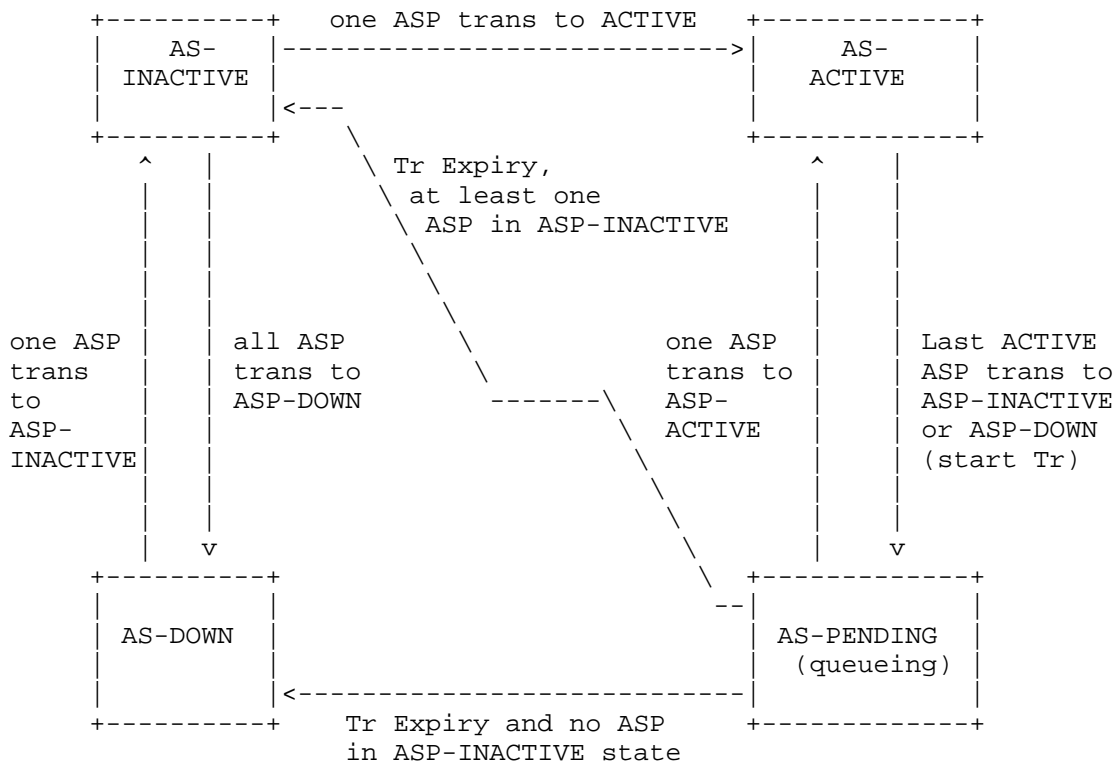 one ASP trans to ACTIVE
AS-
INACTIVE
AS-
ACTIVE
Tr Expiry,
at least one
ASP in ASP-INACTIVE
one ASP
trans
to
ASP-
INACTIVE
all ASP
trans to
ASP-DOWN
one ASP
trans to
ASP-
ACTIVE
Last ACTIVE
ASP trans to
ASP-INACTIVE
or ASP-DOWN
(start Tr)
AS-DOWN
AS-PENDING
(queueing)
Tr Expiry and no ASP
in ASP-INACTIVE state